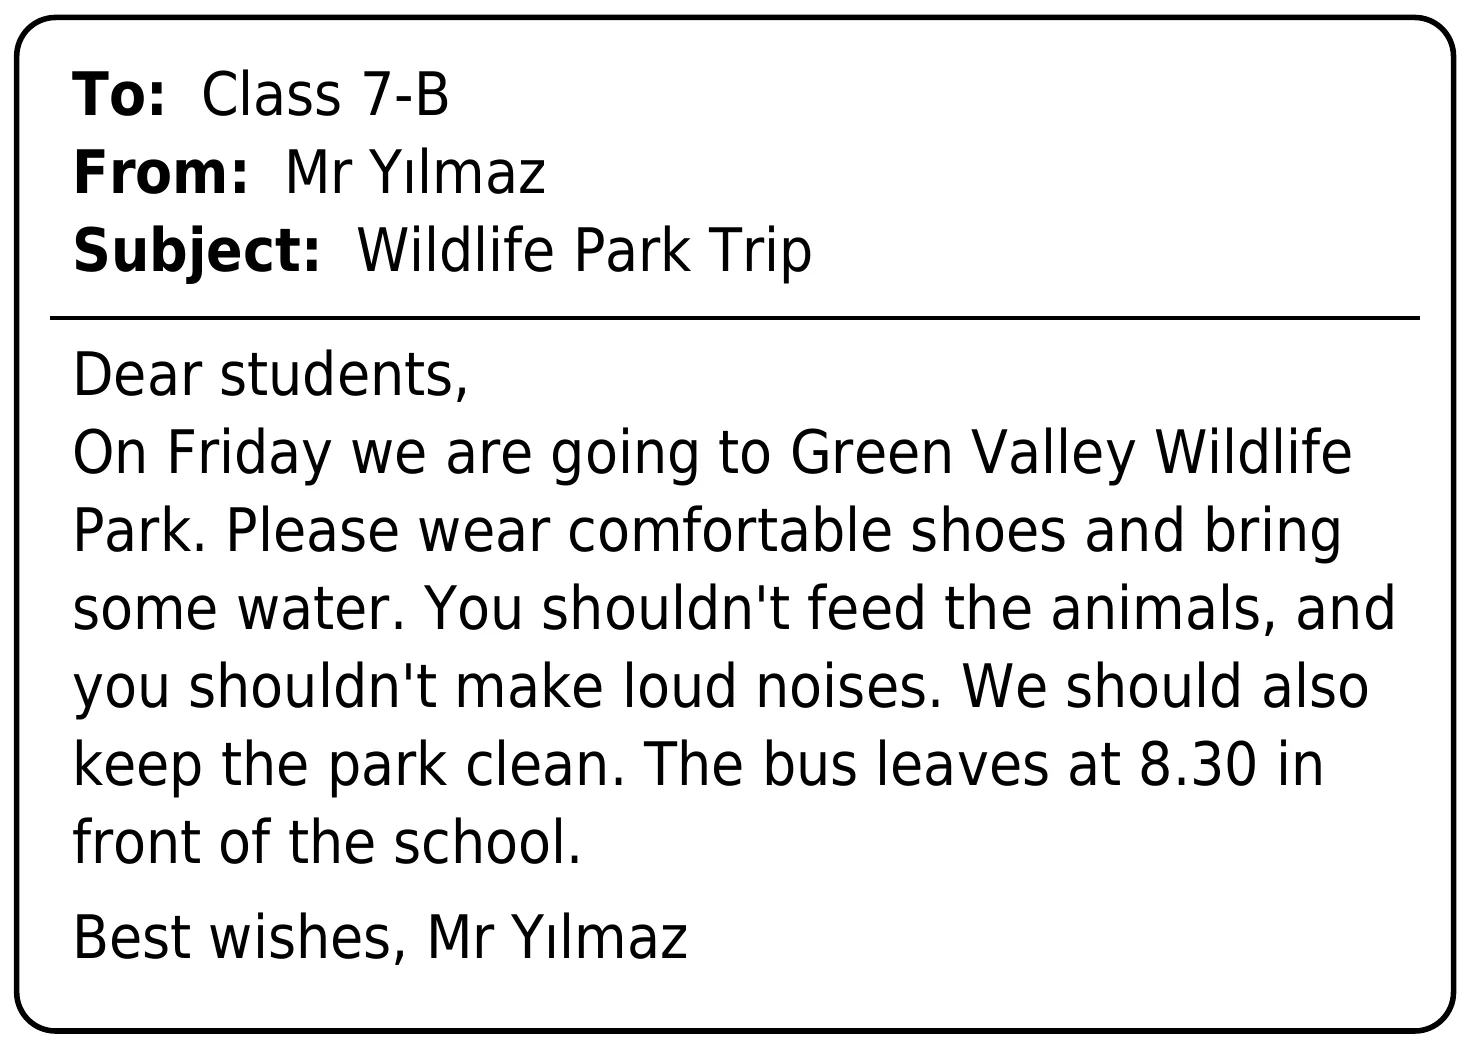 To: Class 7-B
From: Mr Yılmaz
Subject: Wildlife Park Trip
Dear students,
On Friday we are going to Green Valley Wildlife
Park. Please wear comfortable shoes and bring
some water. You shouldn't feed the animals, and
you shouldn't make loud noises. We should also
keep the park clean. The bus leaves at 8.30 in
front of the school.
Best wishes, Mr Yılmaz